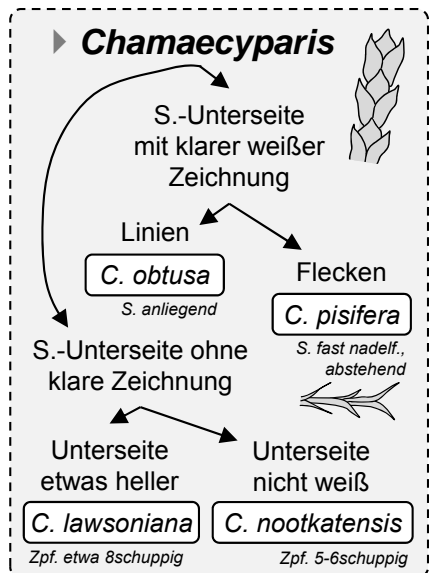 Chamaecyparis
S.-Unterseite
mit klarer weißer
Zeichnung
Linien
C. obtusa
S. anliegend
Flecken
C. pisifera
S. fast nadelf.,
abstehend
S.-Unterseite ohne
klare Zeichnung
Unterseite
etwas heller
C. lawsoniana
Zpf. etwa 8schuppig
Unterseite
nicht weiß
C. nootkatensis
Zpf. 5-6schuppig